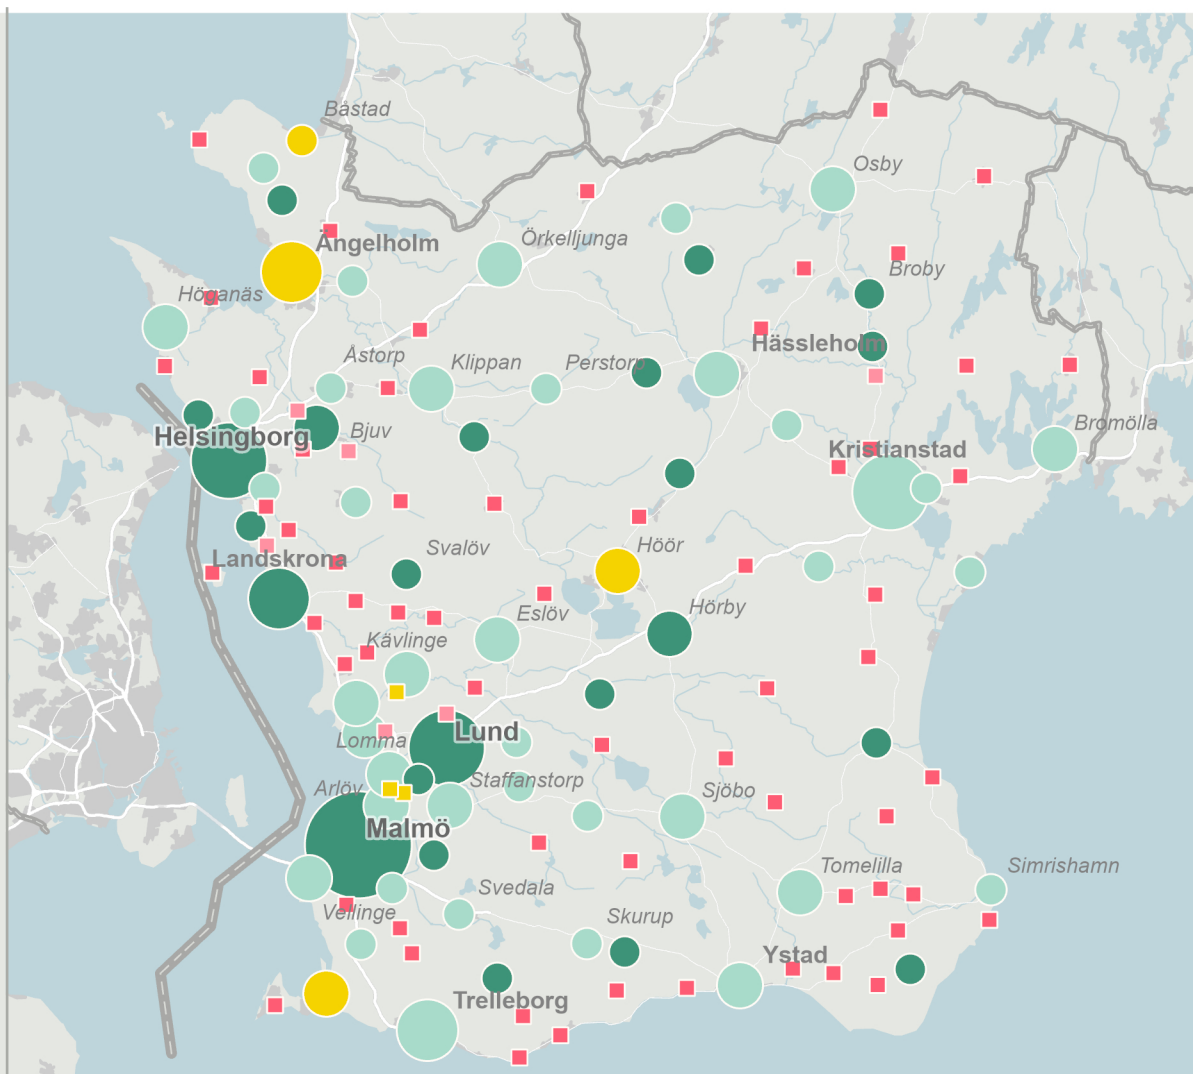 Båstad
Osby
Ängelholm
Örkelljunga
Broby
Höganäs
Hässleholm
Åstorp
Klippan
Perstorp
Bromölla
Bjuv
Helsingborg
Kristianstad
Höör
Svalöv
Landskrona
Hörby
Eslöv
Kävlinge
Lund
Lomma
Staffanstorp
Arlöv
Sjöbo
Malmö
Tomelilla
Simrishamn
Svedala
Vellinge
Skurup
Ystad
Trelleborg